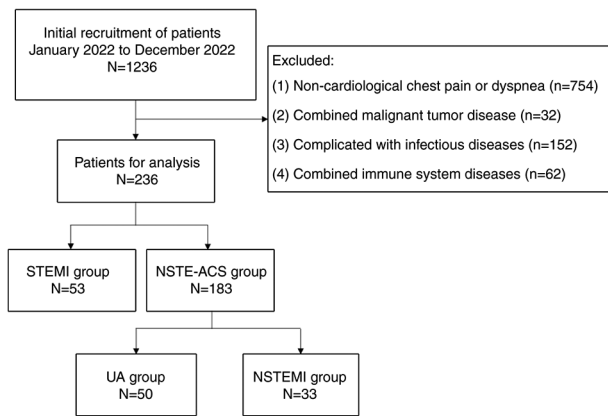 Initial recruitment of patients
January 2022 to December 2022
N=1236
Excluded:
(1) Non-cardiological chest pain or dyspnea (n=754)
(2) Combined malignant tumor disease (n=32)
(3) Complicated with infectious diseases (n=152)
(4) Combined immune system diseases (n=62)
Patients for analysis
N=236
STEMI group
N=53
NSTE-ACS group
N=183
UA group
N=50
NSTEMI group
N=33